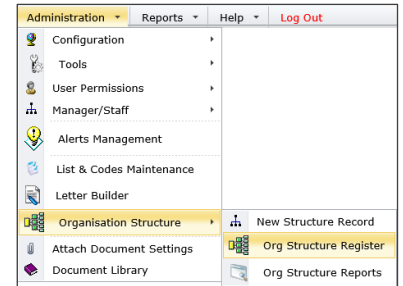 Administration Reports Help Log Out
Configuration
Tools
User Permissions
Manager/Staff
Alerts Management
List & Codes Maintenance
Letter Builder
Organisation Structure New Structure Record
Attach Document Settings Org Structure Register
Document Library Org Structure Reports